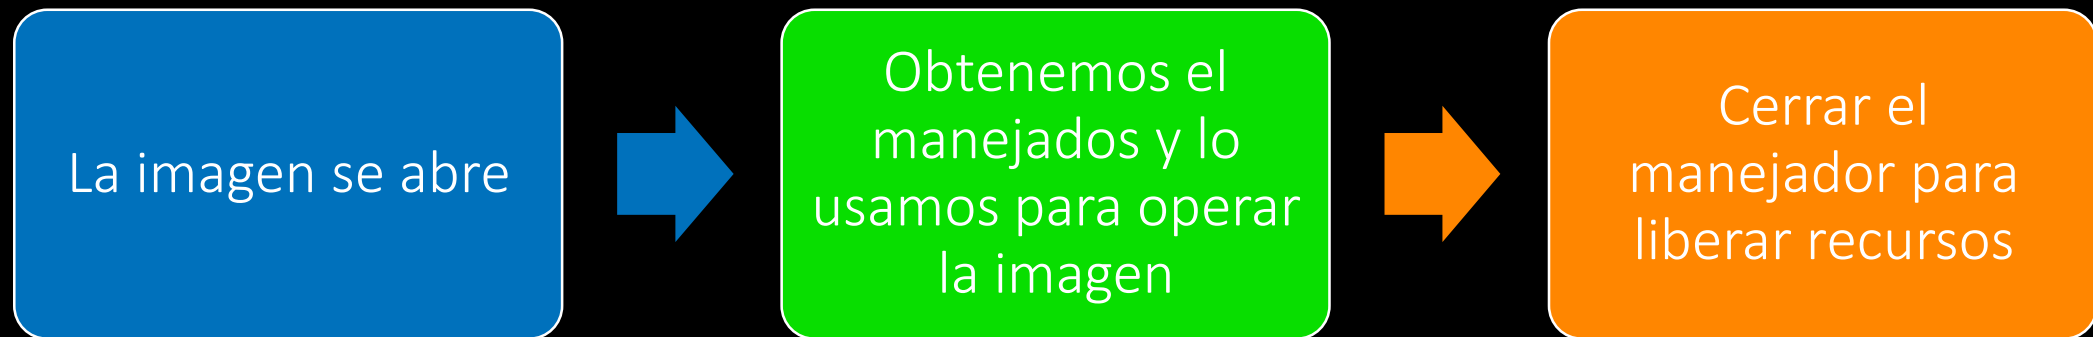 La imagen se abre
Obtenemos el
manejados y lo
usamos para operar
la imagen
Cerrar el
manejador para
liberar recursos